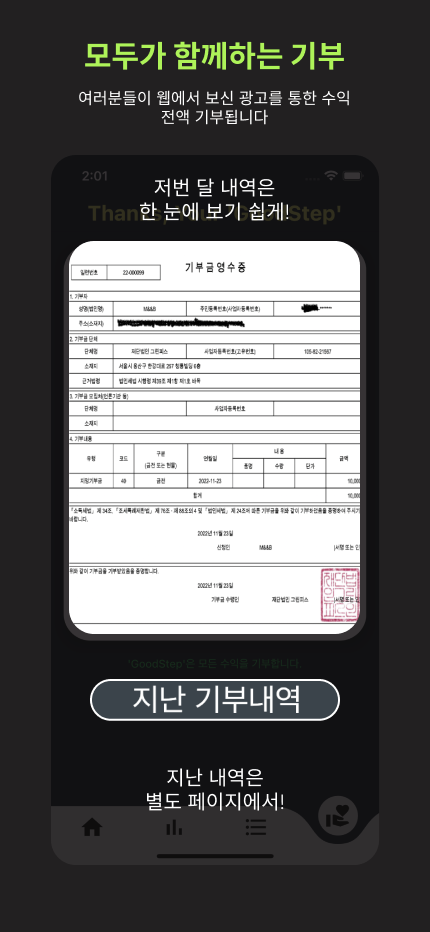 모두가 함께하는 기부
여러분들이 웹에서 보신 광고를 통한 수익
전액 기부됩니다
2:01
저번 달 내역은
한 눈에 보기 쉽게!
일련번호 22-000099 기부금영수증
1. 기부자
성명(법인명) M&&B 주민등록번호(사업자등록번호)
주소(소재지)
2. 기부금 단체
단체명 재단법인 그린피스 사업자등록번호(고유번호) 106-82-21567
소재지 서울시 용산구 한강대로 257 청룡빌딩 6층
근거법령 법인세법 시행령 제39조 제1항 제1호 바목
3. 기부금 모집처(언론기관 등)
단체명 사업자등록번호
소재지
4. 기부내용
유형 코드 구분 (금전 또는 현물) 연월일 내 용 금액
품명 수량 단가
지정기부금 40 금전 2022-11-23 10,000
합계 10,000
「소득세법」 제 34조, 「조세특례제한법」 제 76조 · 제 88조의4 및 「법인세법」 제 24조에 따른 기부금을 위와 같이 기부하였음을 증명하여 주시기
바랍니다.
2022년 11월 23일
신청인 M&&B (서명 또는 인
위와 같이 기부금을 기부받았음을 증명합니다.
2022년 11월 23일
기부금 수령인 재단법인 그린피스 (서명 또는 인
'GoodStep'은 모든 수익을 기부합니다.
지난 기부내역
지난 내역은
별도 페이지에서!